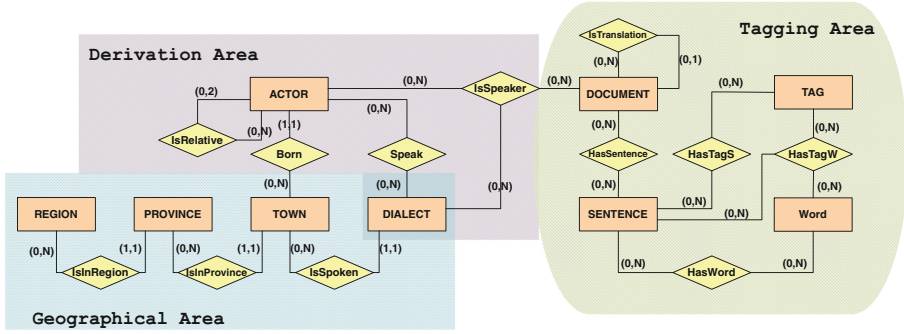 Derivation Area
Tagging Area
IsTranslation
(0,N)
(0,1)
(0,N)
IsSpeaker
(0,N)
(0,2)
ACTOR
(0,N)
DOCUMENT
TAG
(0,N)
(0,N)
(1,1)
(0,N)
(0,N)
(0,N)
IsRelative
Born
Speak
HasSentence
HasTagS
HasTagW
(0,N)
(0,N)
(0,N)
(0,N)
(0,N)
REGION
PROVINCE
TOWN
DIALECT
SENTENCE
(0,N)
Word
(0,N)
(1,1)
(0,N)
(1,1)
(0,N)
(1,1)
(0,N)
(0,N)
IsInRegion
IsInProvince
IsSpoken
HasWord
Geographical Area